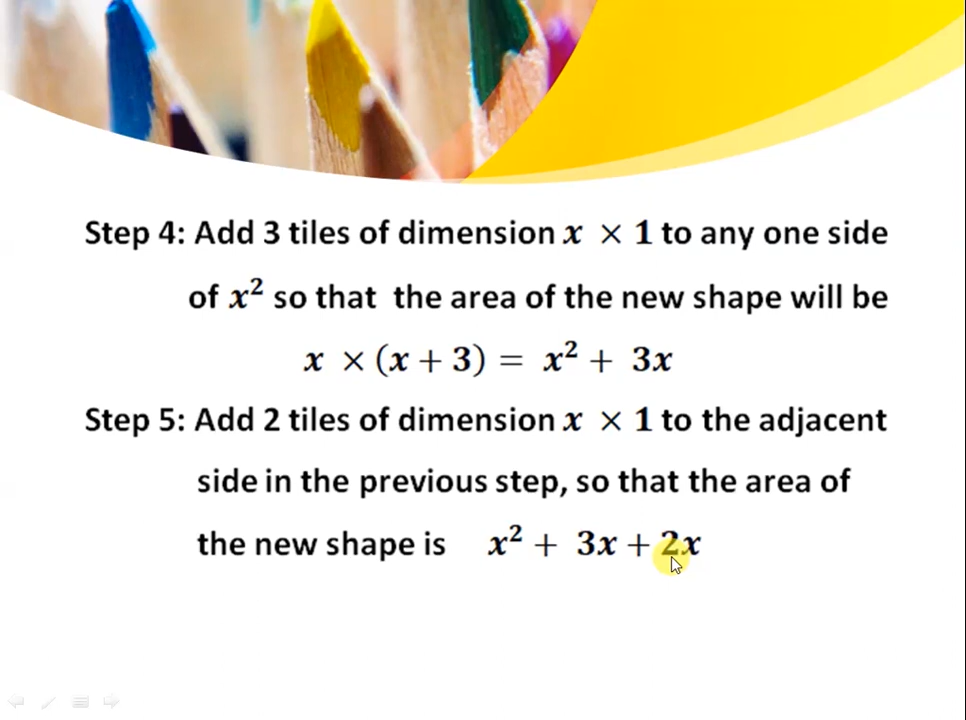 Step 4: Add 3 tiles of dimension x × 1 to any one side
of x² so that the area of the new shape will be
x × (x + 3) = x² + 3x
Step 5: Add 2 tiles of dimension x × 1 to the adjacent
side in the previous step, so that the area of
the new shape is x² + 3x + 2x